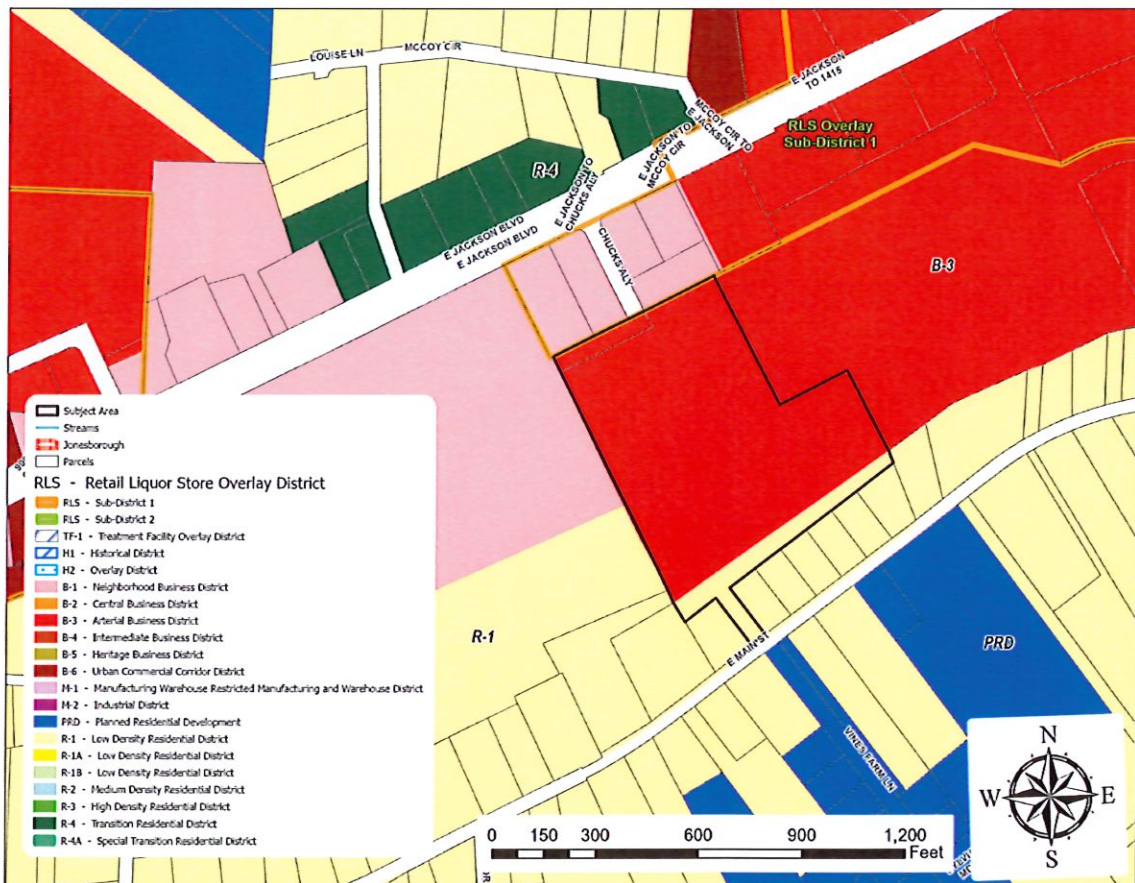 LOUISE LN
MCCOY CIR
E JACKSON
TO 1415
MCCOY CIR TO
E JACKSON
RLS Overlay
Sub-District 1
E JACKSON TO
MCCOY CIR
R-4
E JACKSON TO
CHUCKS ALY
E JACKSON BLVD
E JACKSON BLVD
CHUCKS ALY
B-3
Subject Area
Streams
Jonesborough
Parcels
RLS - Retail Liquor Store Overlay District
RLS - Sub-District 1
RLS - Sub-District 2
TF-1 - Treatment Facility Overlay District
H1 - Historical District
H2 - Overlay District
B-1 - Neighborhood Business District
B-2 - Central Business District
B-3 - Arterial Business District
B-4 - Intermediate Business District
B-5 - Heritage Business District
B-6 - Urban Commercial Corridor District
M-1 - Manufacturing Warehouse Restricted Manufacturing and Warehouse District
M-2 - Industrial District
PRD - Planned Residential Development
R-1 - Low Density Residential District
R-1A - Low Density Residential District
R-1B - Low Density Residential District
R-2 - Medium Density Residential District
R-3 - High Density Residential District
R-4 - Transition Residential District
R-4A - Special Transition Residential District
R-1
E MAIN ST
PRD
VINES FARM LN
N
W E
S
0 150 300 600 900 1,200
Feet